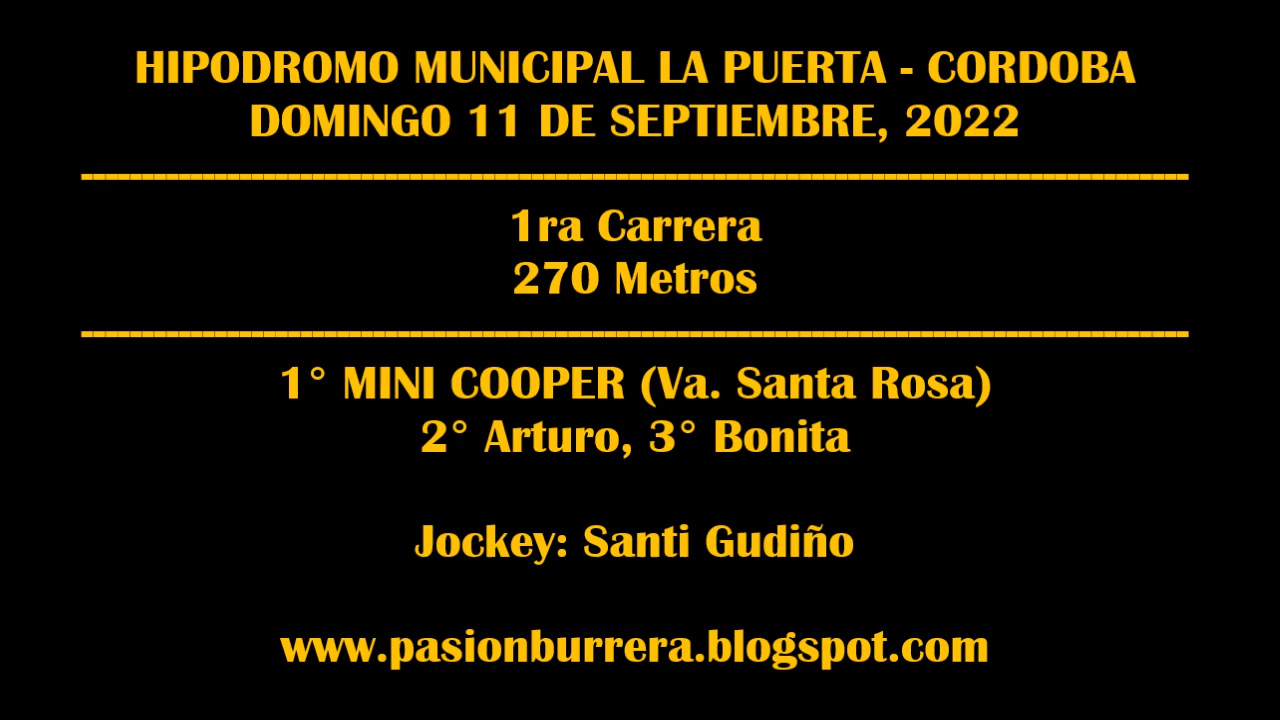 HIPODROMO MUNICIPAL LA PUERTA - CORDOBA
DOMINGO 11 DE SEPTIEMBRE, 2022
1ra Carrera
270 Metros
1° MINI COOPER (Va. Santa Rosa)
2° Arturo, 3° Bonita
Jockey: Santi Gudiño
www.pasionburrera.blogspot.com